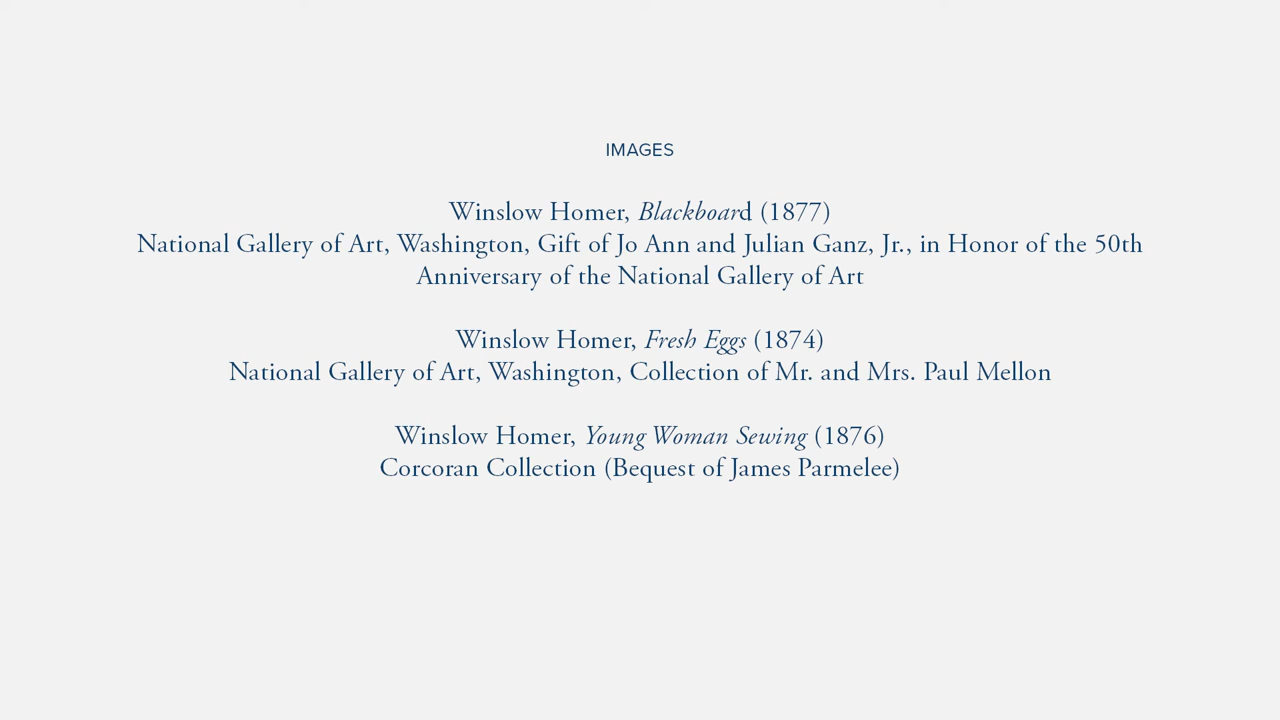 IMAGES
Winslow Homer, Blackboard (1877)
National Gallery of Art, Washington, Gift of Jo Ann and Julian Ganz, Jr., in Honor of the 50th
Anniversary of the National Gallery of Art
Winslow Homer, Fresh Eggs (1874)
National Gallery of Art, Washington, Collection of Mr. and Mrs. Paul Mellon
Winslow Homer, Young Woman Sewing (1876)
Corcoran Collection (Bequest of James Parmelee)